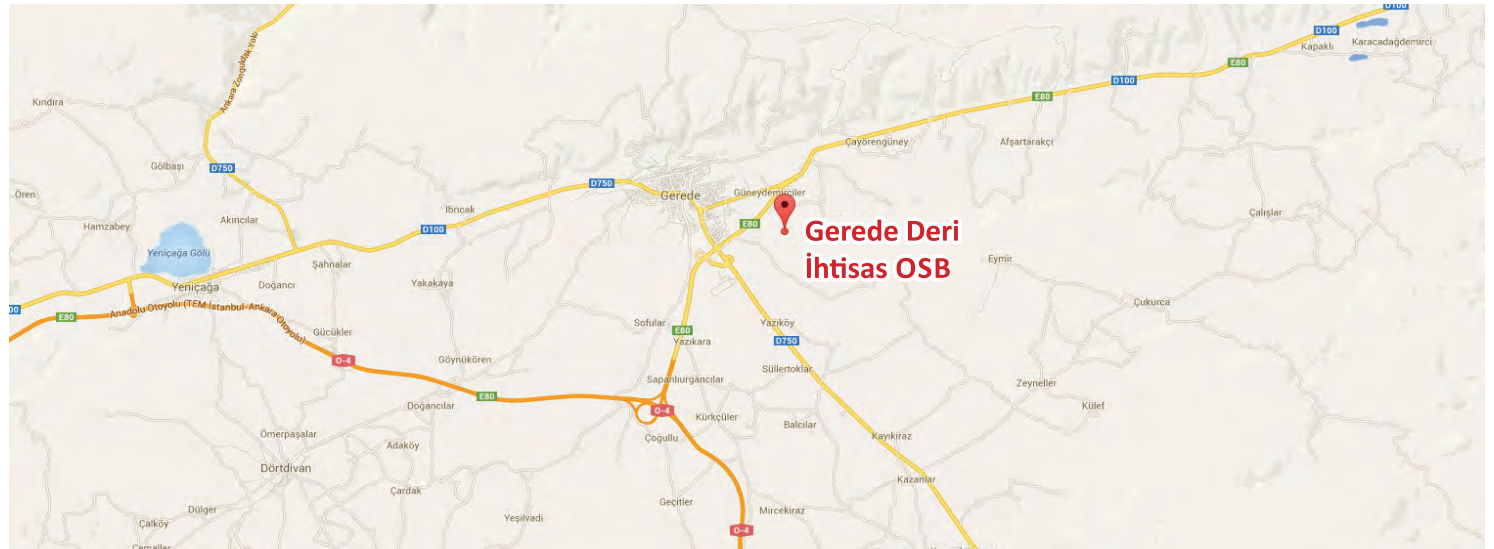 D100
D100
Kapaklı
Karacadağdemirci
E80
D100
E80
Ankara Zonguldak Yolu
Kındıra
Çayörengüney
Afşartarakçı
Gölbaşı
D750
D750
Ören
Gerede
Güneydemirciler
İbrıcak
Akıncılar
Hamzabey
D100
E80
Çalışlar
Gerede Deri
İhtisas OSB
Yeniçağa Gölü
Şahnalar
Eymir
Yeniçağa
Doğancı
Yakakaya
Çukurca
00
E80
Anadolu Otoyolu (TEM İstanbul-Ankara Otoyolu)
Gücükler
Sofular
E80
Yazıköy
Yazıkara
D750
O-4
Göynükören
Süllertoklar
Sapanlıurgancılar
Zeyneller
E80
Doğancılar
O-4
Kürkçüler
Balcılar
Külef
Ömerpaşalar
Adaköy
Çoğullu
Kayıkiraz
Dörtdivan
Kazanlar
Çardak
Geçitler
Mircekiraz
Dülger
Yeşilvadi
Çalköy
O-4
Cemaller